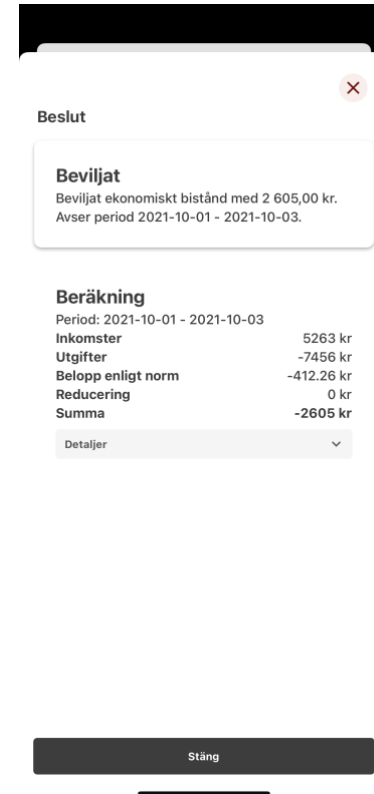 Beslut
Beviljat
Beviljat ekonomiskt bistånd med 2 605,00 kr.
Avser period 2021-10-01 - 2021-10-03.
Beräkning
Period: 2021-10-01 - 2021-10-03
Inkomster 5263 kr
Utgifter -7456 kr
Belopp enligt norm -412.26 kr
Reducering 0 kr
Summa -2605 kr
Detaljer
Stäng